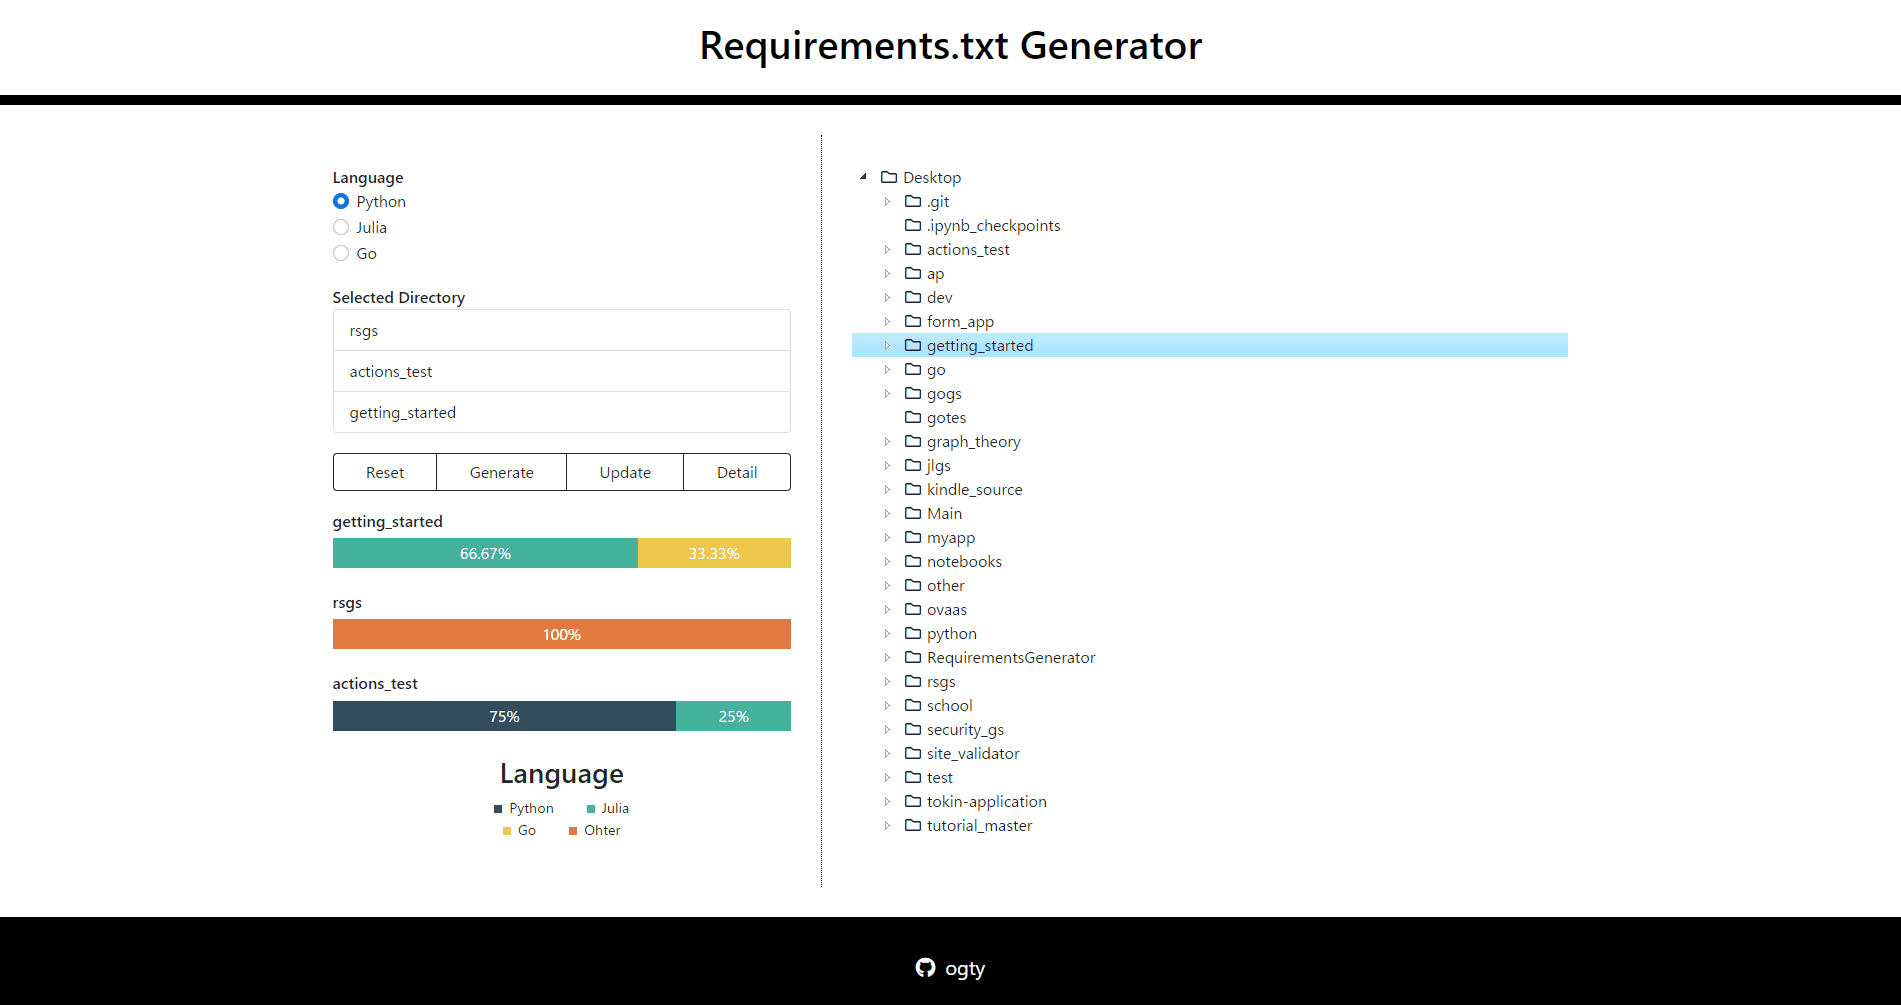 Requirements.txt Generator
Language
Python
Julia
Go
Selected Directory
rsgs
actions_test
getting_started
Reset Generate Update Detail
getting_started
66.67% 33.33%
rsgs
100%
actions_test
75% 25%
Language
Python Julia
Go Ohter
Desktop
.git
.ipynb_checkpoints
actions_test
ap
dev
form_app
getting_started
go
gogs
gotes
graph_theory
jlgs
kindle_source
Main
myapp
notebooks
other
ovaas
python
RequirementsGenerator
rsgs
school
security_gs
site_validator
test
tokin-application
tutorial_master
ogty